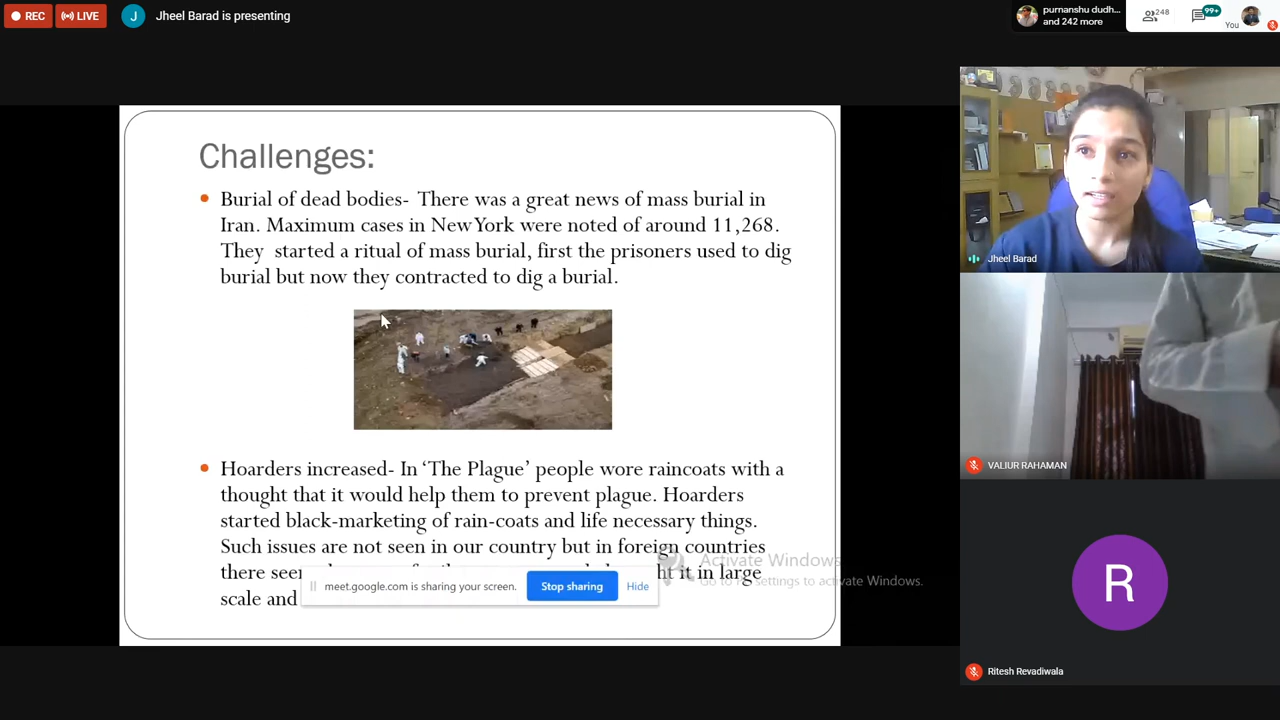 REC
LIVE
J
Jheel Barad is presenting
purnanshu dudh...
and 242 more
248
99+
You
Challenges:
Burial of dead bodies- There was a great news of mass burial in
Iran. Maximum cases in New York were noted of around 11,268.
They started a ritual of mass burial, first the prisoners used to dig
burial but now they contracted to dig a burial.
Jheel Barad
Hoarders increased- In ‘The Plague’ people wore raincoats with a
thought that it would help them to prevent plague. Hoarders
started black-marketing of rain-coats and life necessary things.
Such issues are not seen in our country but in foreign countries
there it in large
scale and
VALIUR RAHAMAN
Activate Windows
settings to activate Windows.
meet.google.com is sharing your screen.
Stop sharing
Hide
R
Ritesh Revadiwala